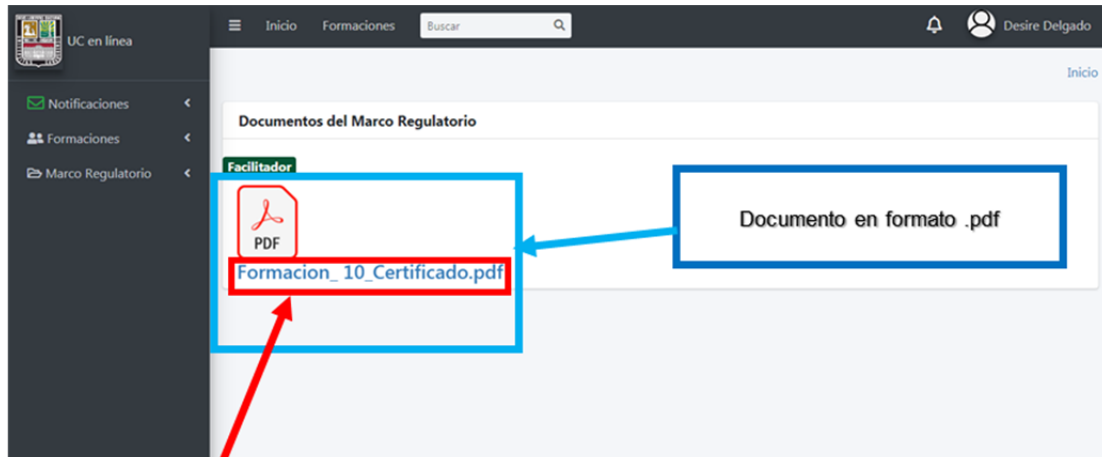 UC en línea
Inicio Formaciones Buscar Desire Delgado
Inicio
Notificaciones
Formaciones
Marco Regulatorio
Documentos del Marco Regulatorio
Facilitador
PDF
Formacion_ 10_Certificado.pdf
Documento en formato .pdf